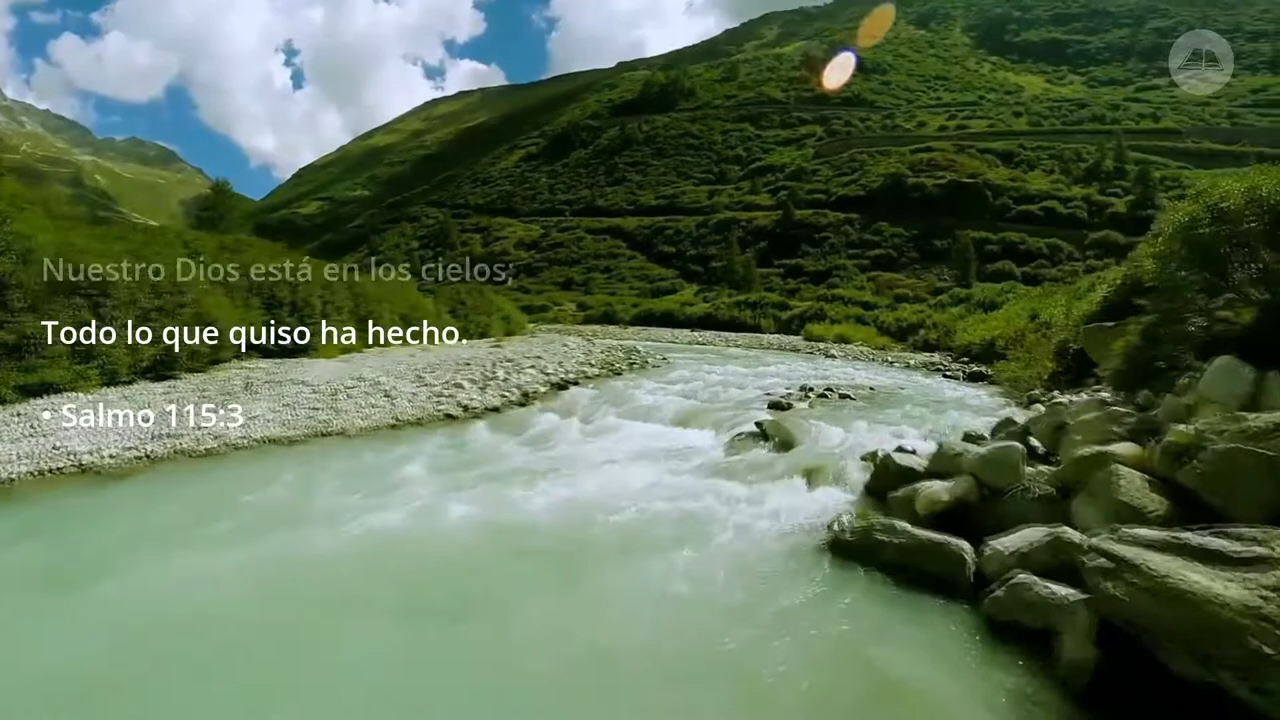 Nuestro Dios está en los cielos;
Todo lo que quiso ha hecho.
• Salmo 115:3